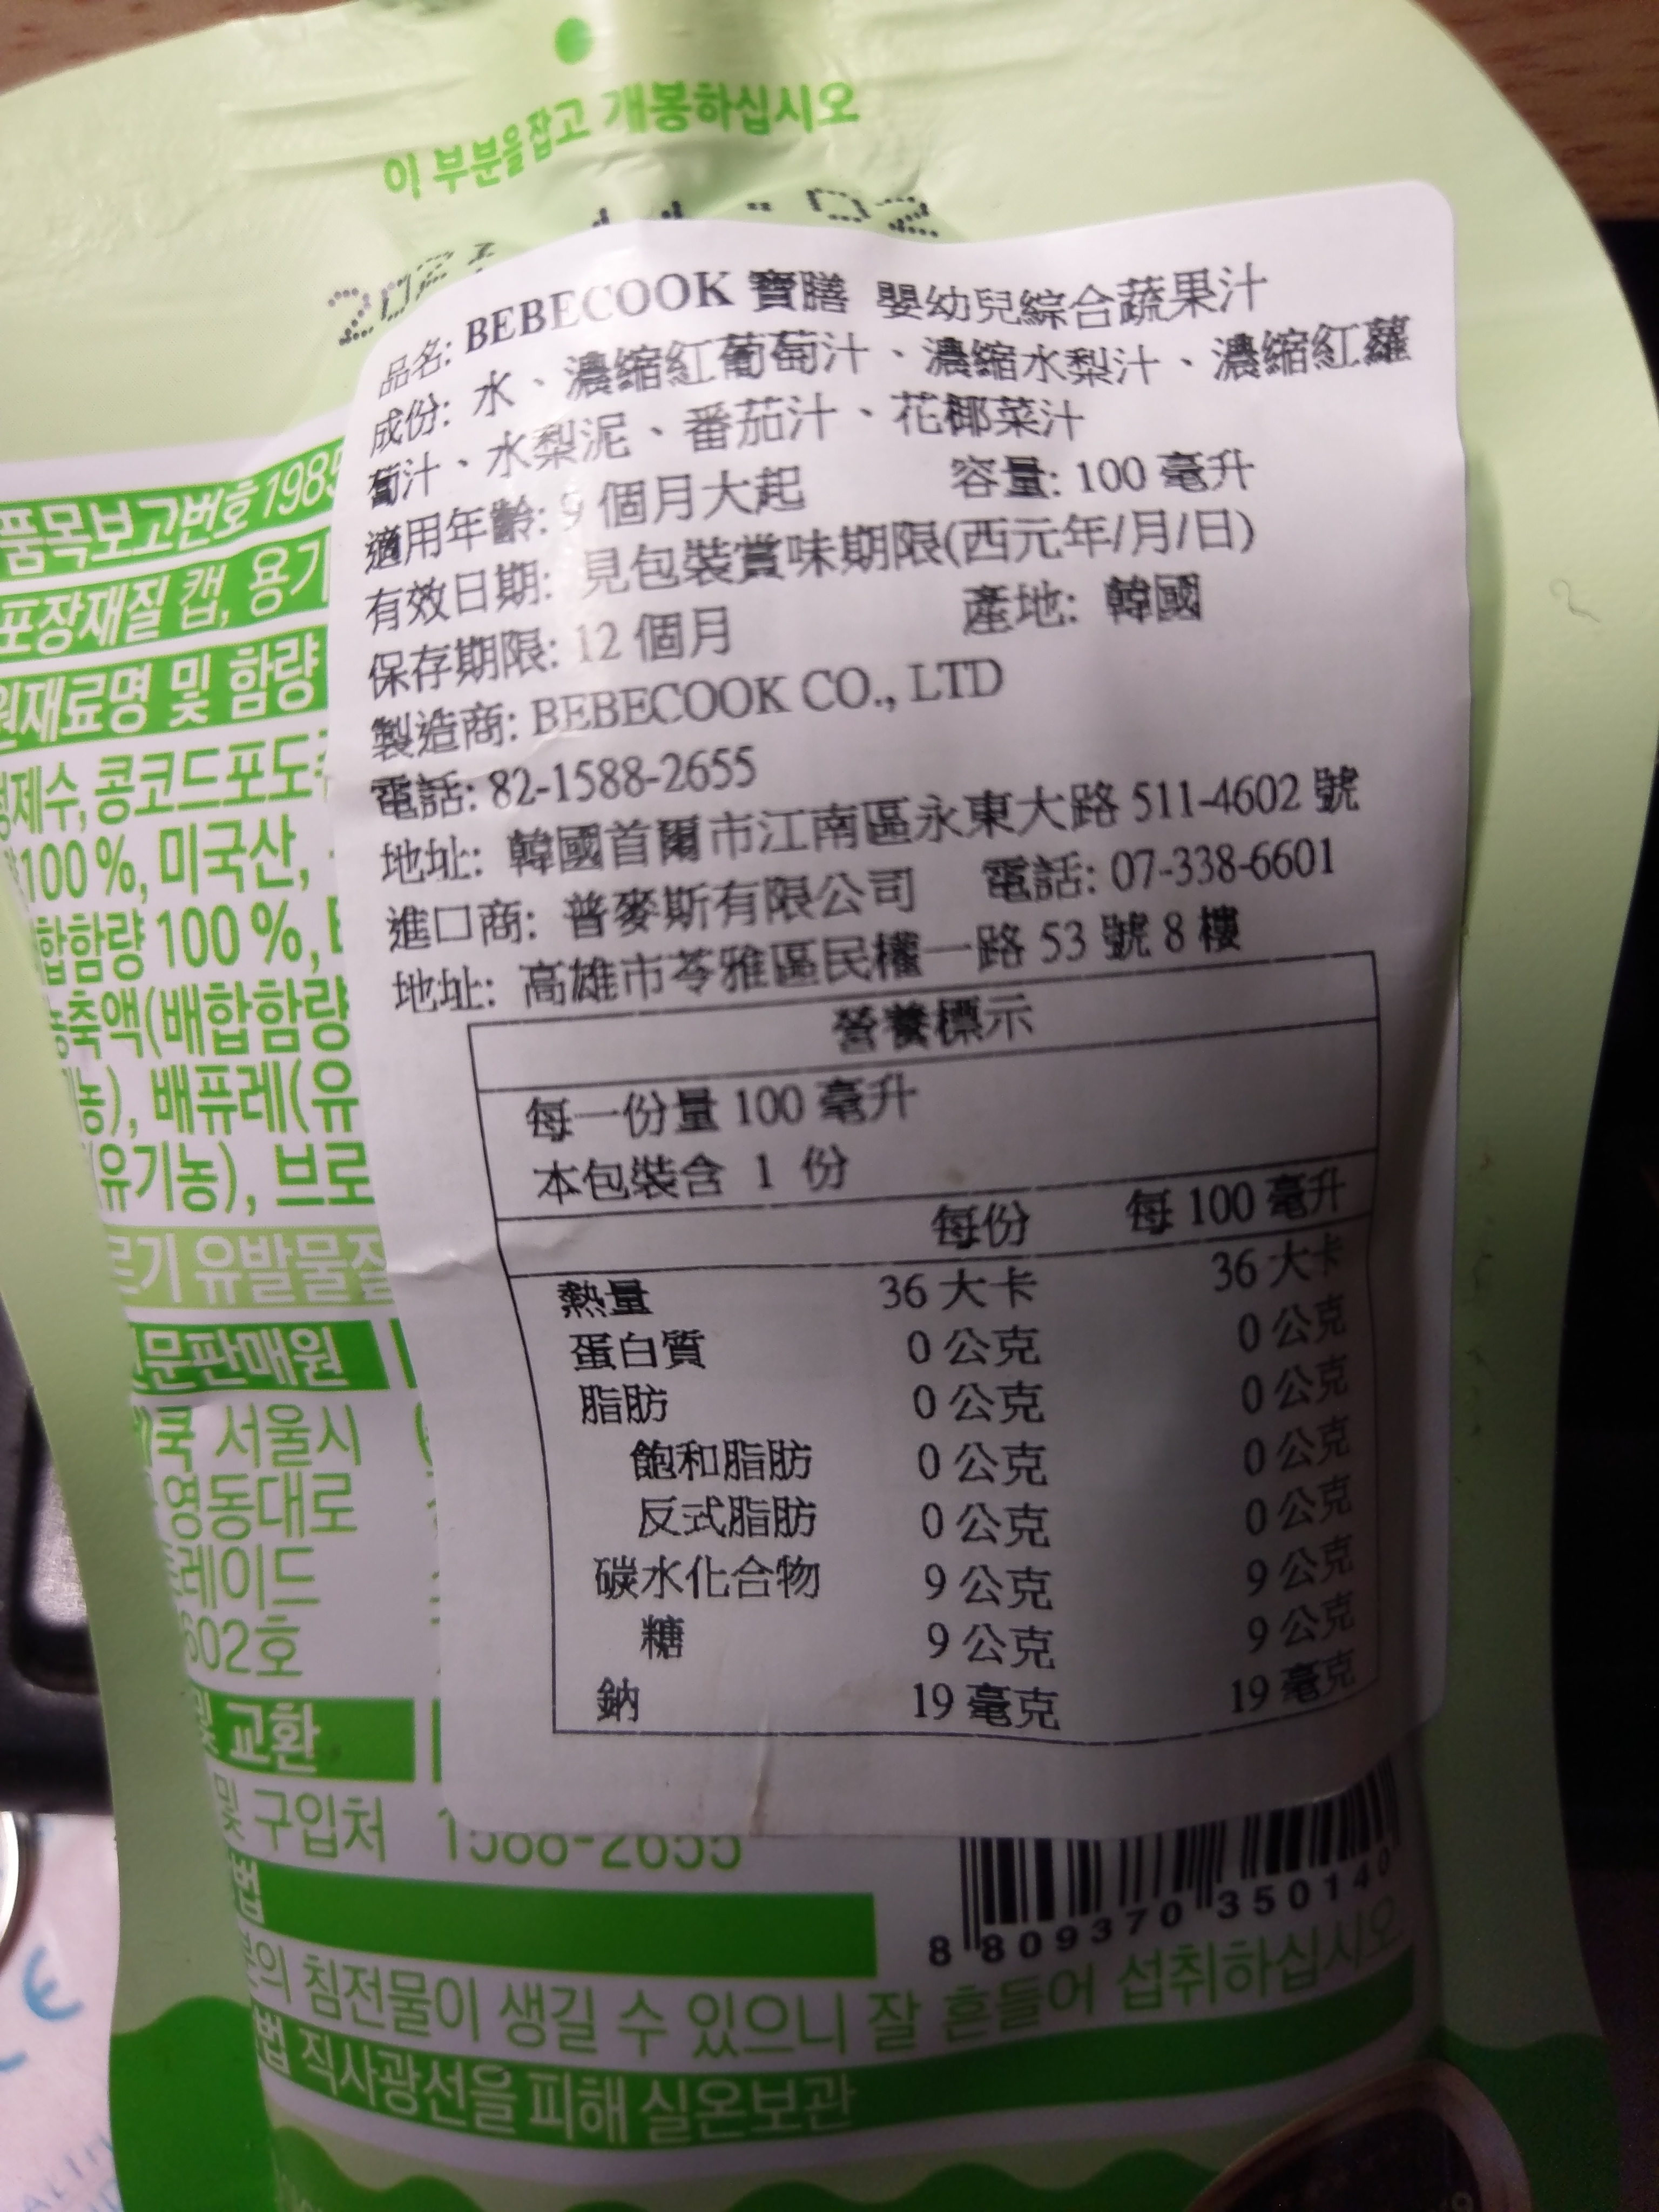 이 부분을 잡고 개봉하십시오
品名: BEBECOOK 寶膳 嬰幼兒綜合蔬果汁
成份: 水、濃縮紅葡萄汁、濃縮水梨汁、濃縮紅蘿
蔔汁、水梨泥、番茄汁、花椰菜汁
適用年齡: 9 個月大起 容量: 100 毫升
有效日期: 見包裝賞味期限(西元年/月/日)
保存期限: 12 個月 產地: 韓國
製造商: BEBECOOK CO., LTD
電話: 82-1588-2655
地址: 韓國首爾市江南區永東大路 511-4602 號
進口商: 普麥斯有限公司 電話: 07-338-6601
地址: 高雄市苓雅區民權一路 53 號 8 樓
營養標示
每一份量 100 毫升
本包裝含 1 份
每份 每 100 毫升
熱量 36 大卡 36 大卡
蛋白質 0 公克 0 公克
脂肪 0 公克 0 公克
飽和脂肪 0 公克 0 公克
反式脂肪 0 公克 0 公克
碳水化合物 9 公克 9 公克
糖 9 公克 9 公克
鈉 19 毫克 19 毫克
품목보고번호 1985
포장재질 캡, 용기
원재료명 및 함량
정제수, 콩코드포도
100%, 미국산,
합함량 100%,
축액(배합함량
농), 배퓨레(유
(유기농), 브로
르기 유발물질
문판매원
쿡 서울시
영동대로
트레이드
602호
및 교환
및 구입처 1588-2655
법
8 809370 350140
의 침전물이 생길 수 있으니 잘 흔들어 섭취하십시오
법 직사광선을 피해 실온보관